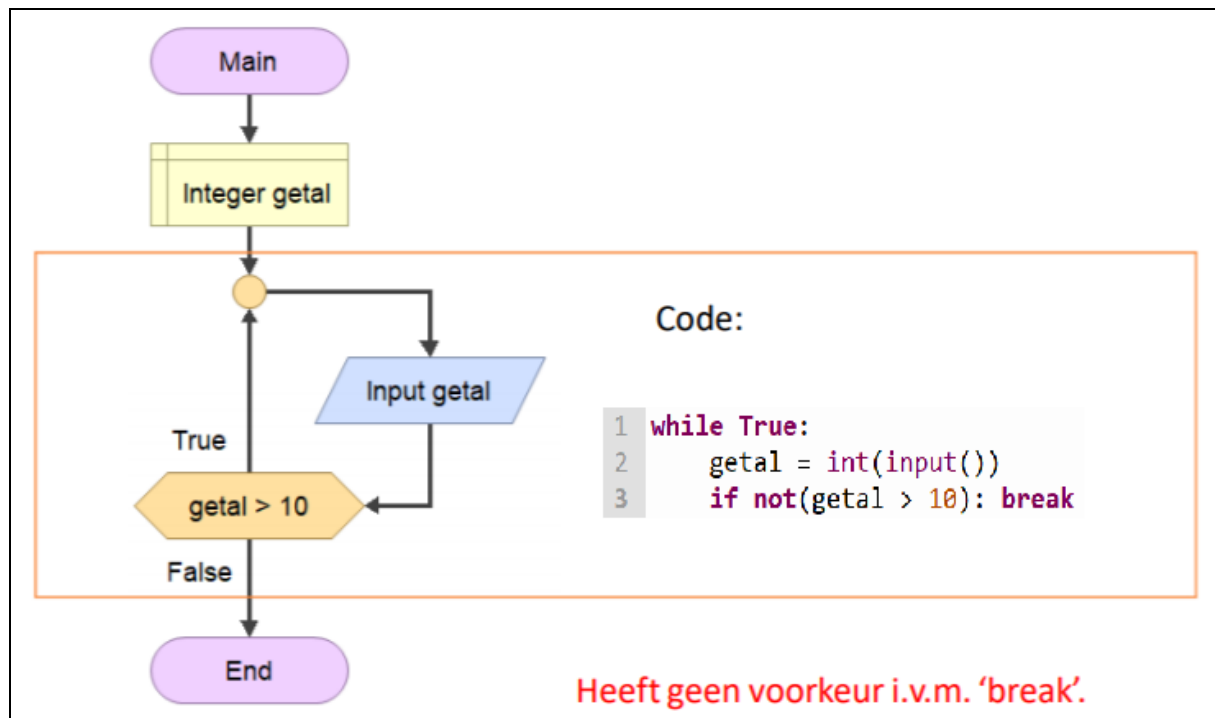 Main
Integer getal
Code:
Input getal
True
getal > 10
False
1 while True:
2     getal = int(input())
3     if not(getal > 10): break
End
Heeft geen voorkeur i.v.m. ‘break’.